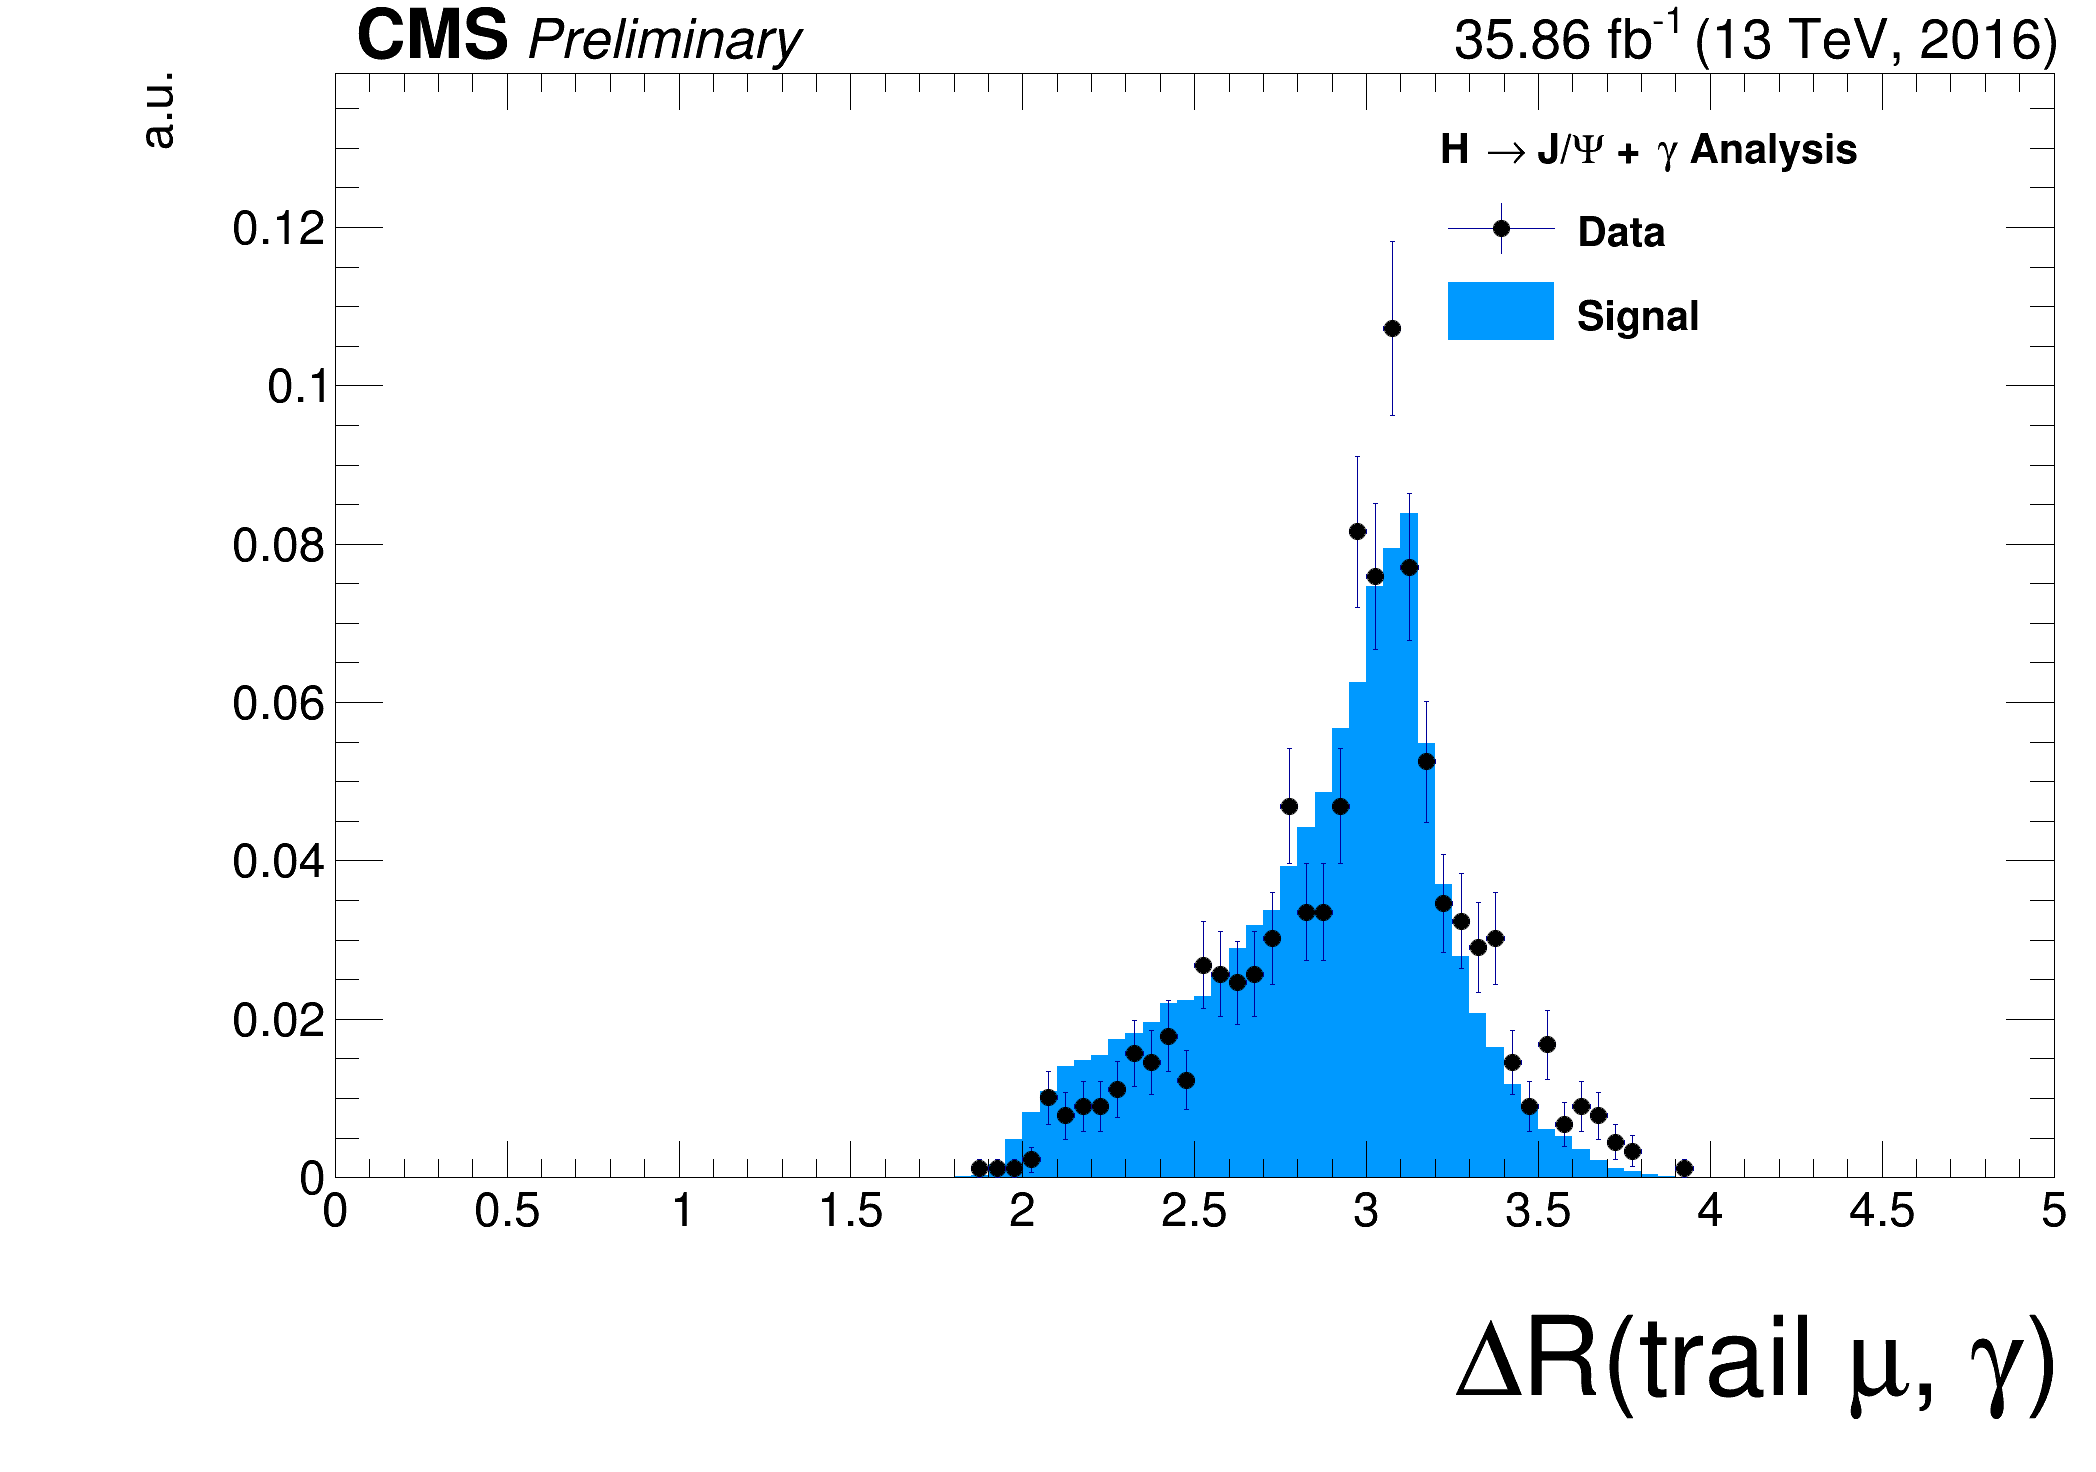 CMS Preliminary 35.86 fb⁻¹ (13 TeV, 2016)
a.u.
H → J/Ψ + γ Analysis
Data
Signal
0.12
0.1
0.08
0.06
0.04
0.02
0
0 0.5 1 1.5 2 2.5 3 3.5 4 4.5 5
ΔR(trail μ, γ)